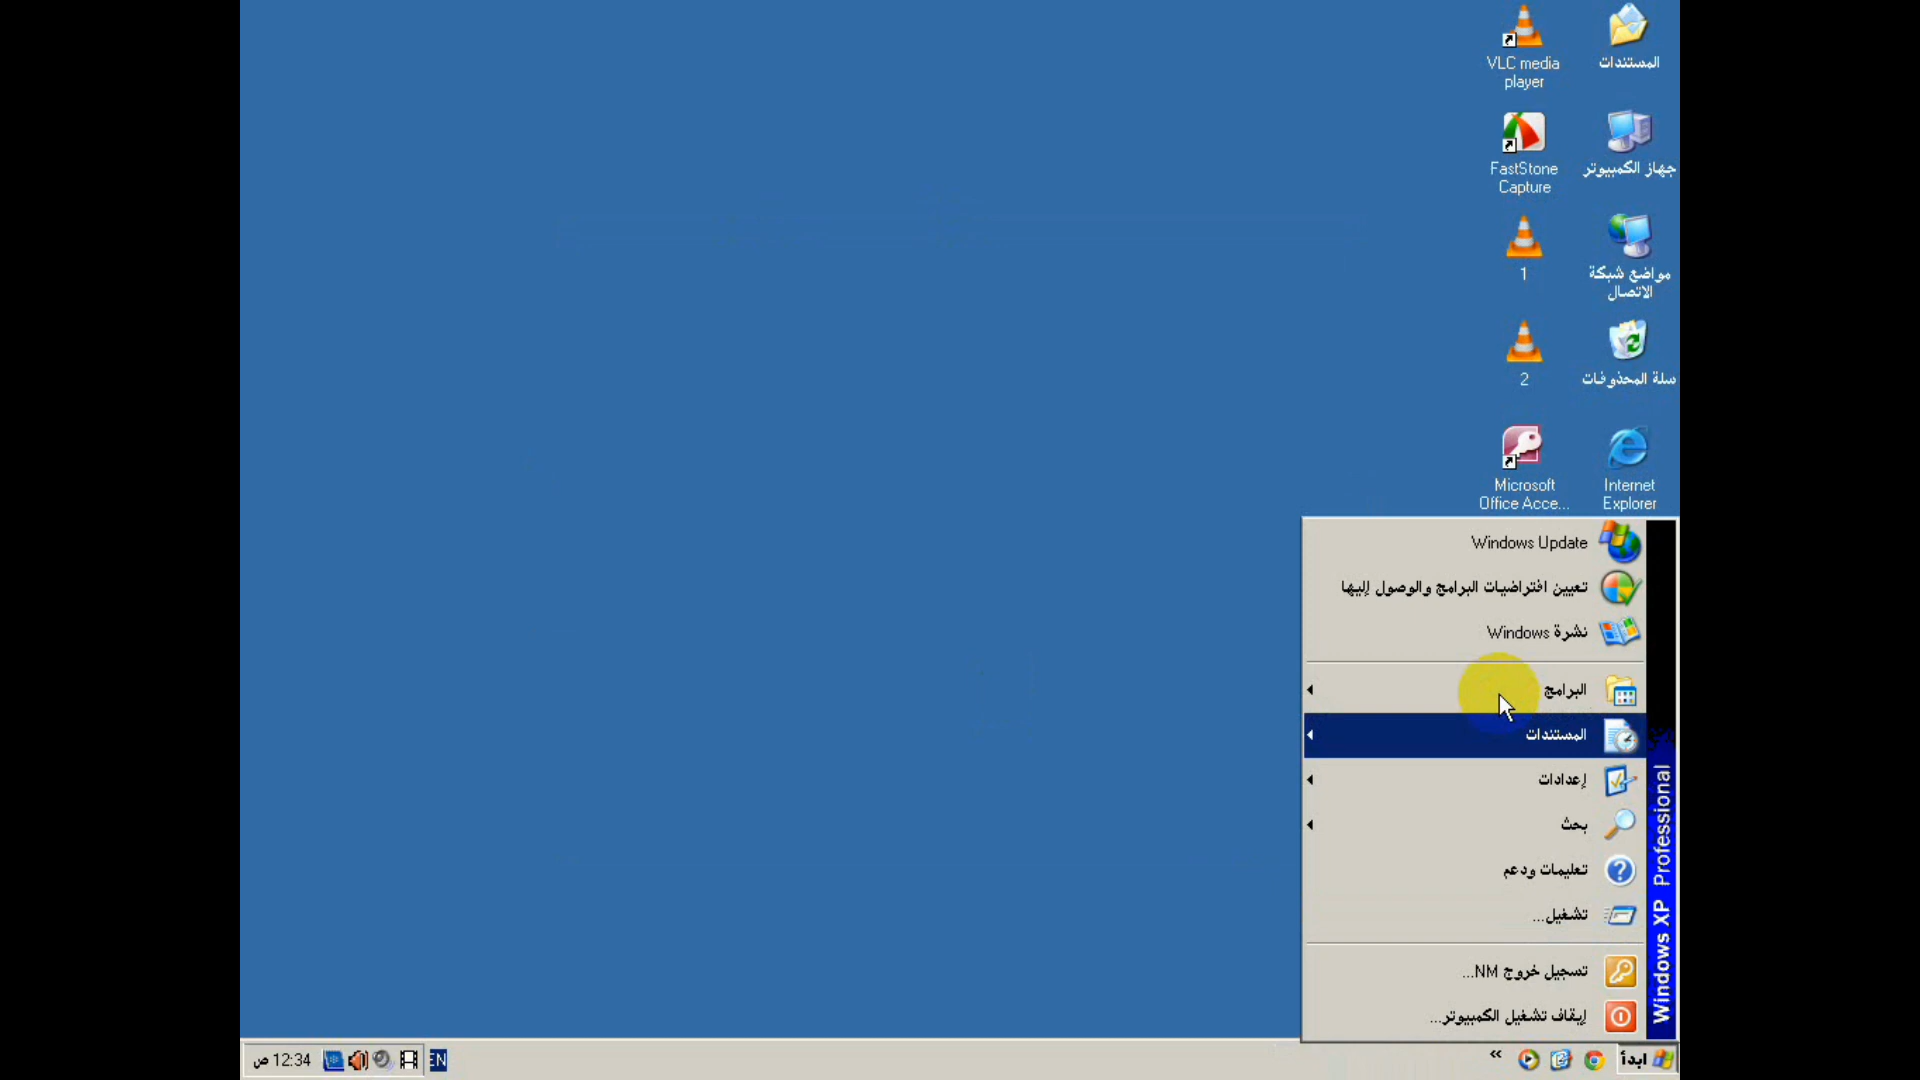 المستندات
جهاز الكمبيوتر
مواضع شبكة
الاتصال
سلة المحذوفات
Internet
Explorer
VLC media
player
FastStone
Capture
1
2
Microsoft
Office Acce...
Windows Update
تعيين افتراضيات البرامج والوصول إليها
نشرة Windows
البرامج
المستندات
إعدادات
بحث
تعليمات ودعم
تشغيل...
تسجيل خروج NM...
إيقاف تشغيل الكمبيوتر...
Windows XP Professional
ابدأ
«
EN
12:34 ص